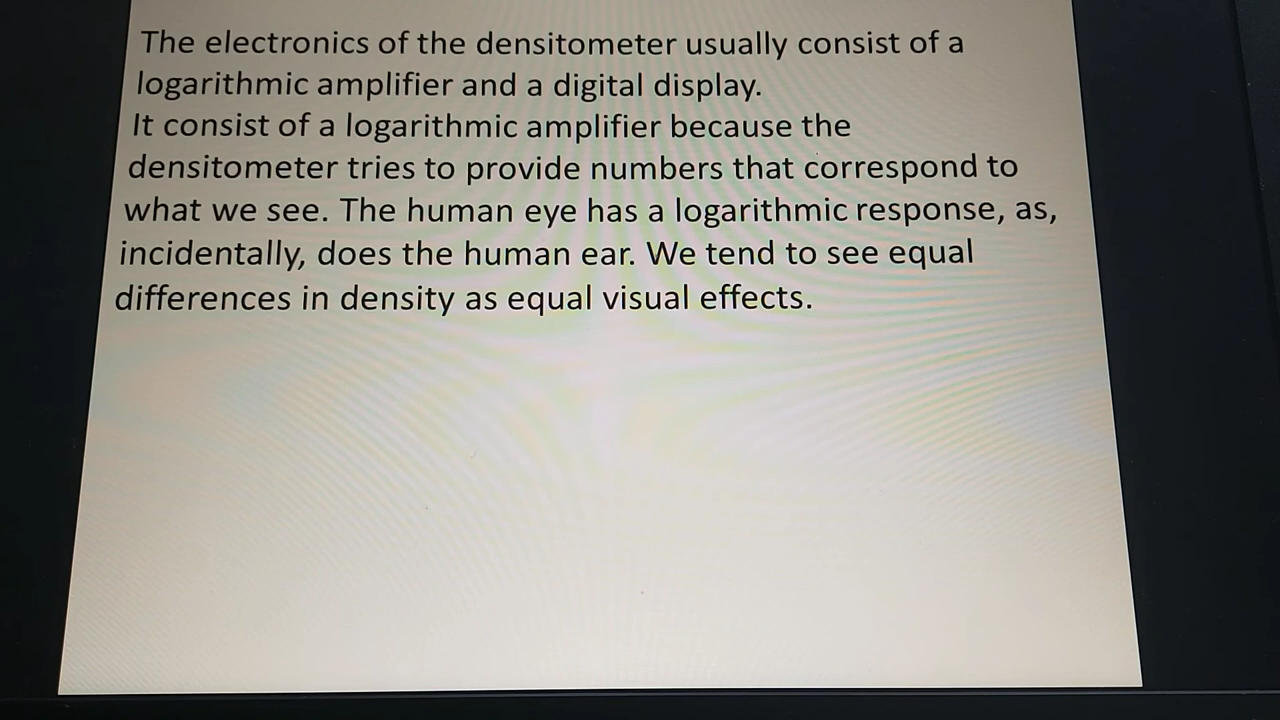 The electronics of the densitometer usually consist of a
logarithmic amplifier and a digital display.
It consist of a logarithmic amplifier because the
densitometer tries to provide numbers that correspond to
what we see. The human eye has a logarithmic response, as,
incidentally, does the human ear. We tend to see equal
differences in density as equal visual effects.